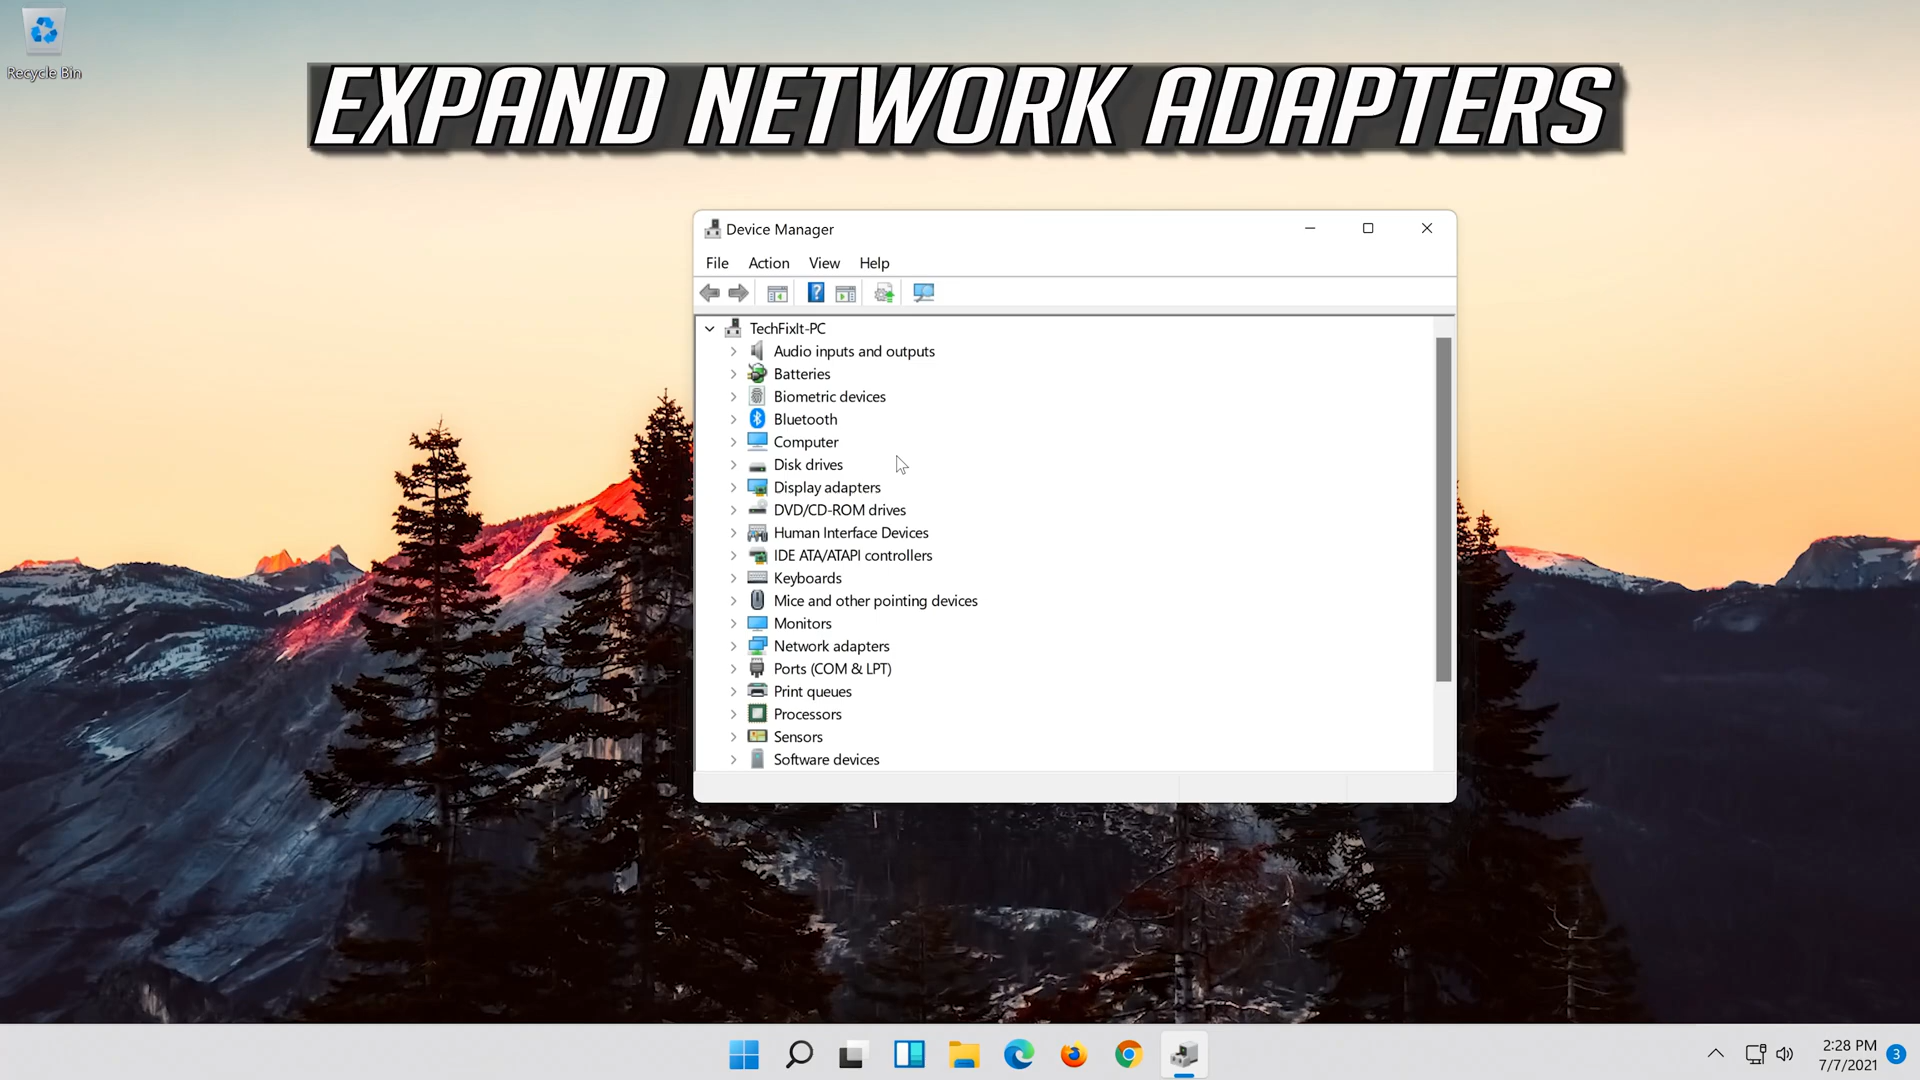 Recycle Bin
EXPAND NETWORK ADAPTERS
Device Manager
File Action View Help
TechFixIt-PC
Audio inputs and outputs
Batteries
Biometric devices
Bluetooth
Computer
Disk drives
Display adapters
DVD/CD-ROM drives
Human Interface Devices
IDE ATA/ATAPI controllers
Keyboards
Mice and other pointing devices
Monitors
Network adapters
Ports (COM & LPT)
Print queues
Processors
Sensors
Software devices
2:28 PM
7/7/2021
3